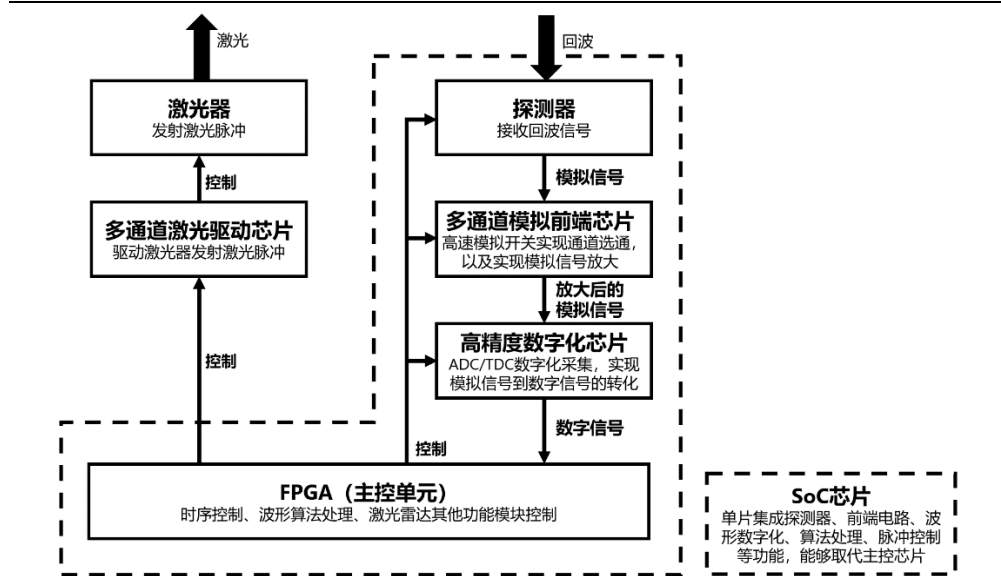 激光
回波
激光器
发射激光脉冲
探测器
接收回波信号
控制
模拟信号
多通道激光驱动芯片
驱动激光器发射激光脉冲
多通道模拟前端芯片
高速模拟开关实现通道选通，
以及实现模拟信号放大
放大后的
模拟信号
控制
高精度数字化芯片
ADC/TDC数字化采集，实现
模拟信号到数字信号的转化
控制
数字信号
FPGA（主控单元）
时序控制、波形算法处理、激光雷达其他功能模块控制
SoC芯片
单片集成探测器、前端电路、波
形数字化、算法处理、脉冲控制
等功能，能够取代主控芯片